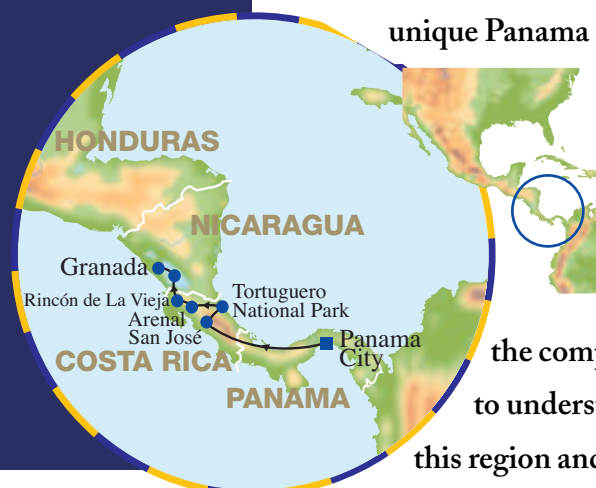 unique Panama
HONDURAS
NICARAGUA
Granada
Rincón de La Vieja
Arenal
San José
Tortuguero
National Park
Panama
City
COSTA RICA
PANAMA
the comp
to underst
this region and